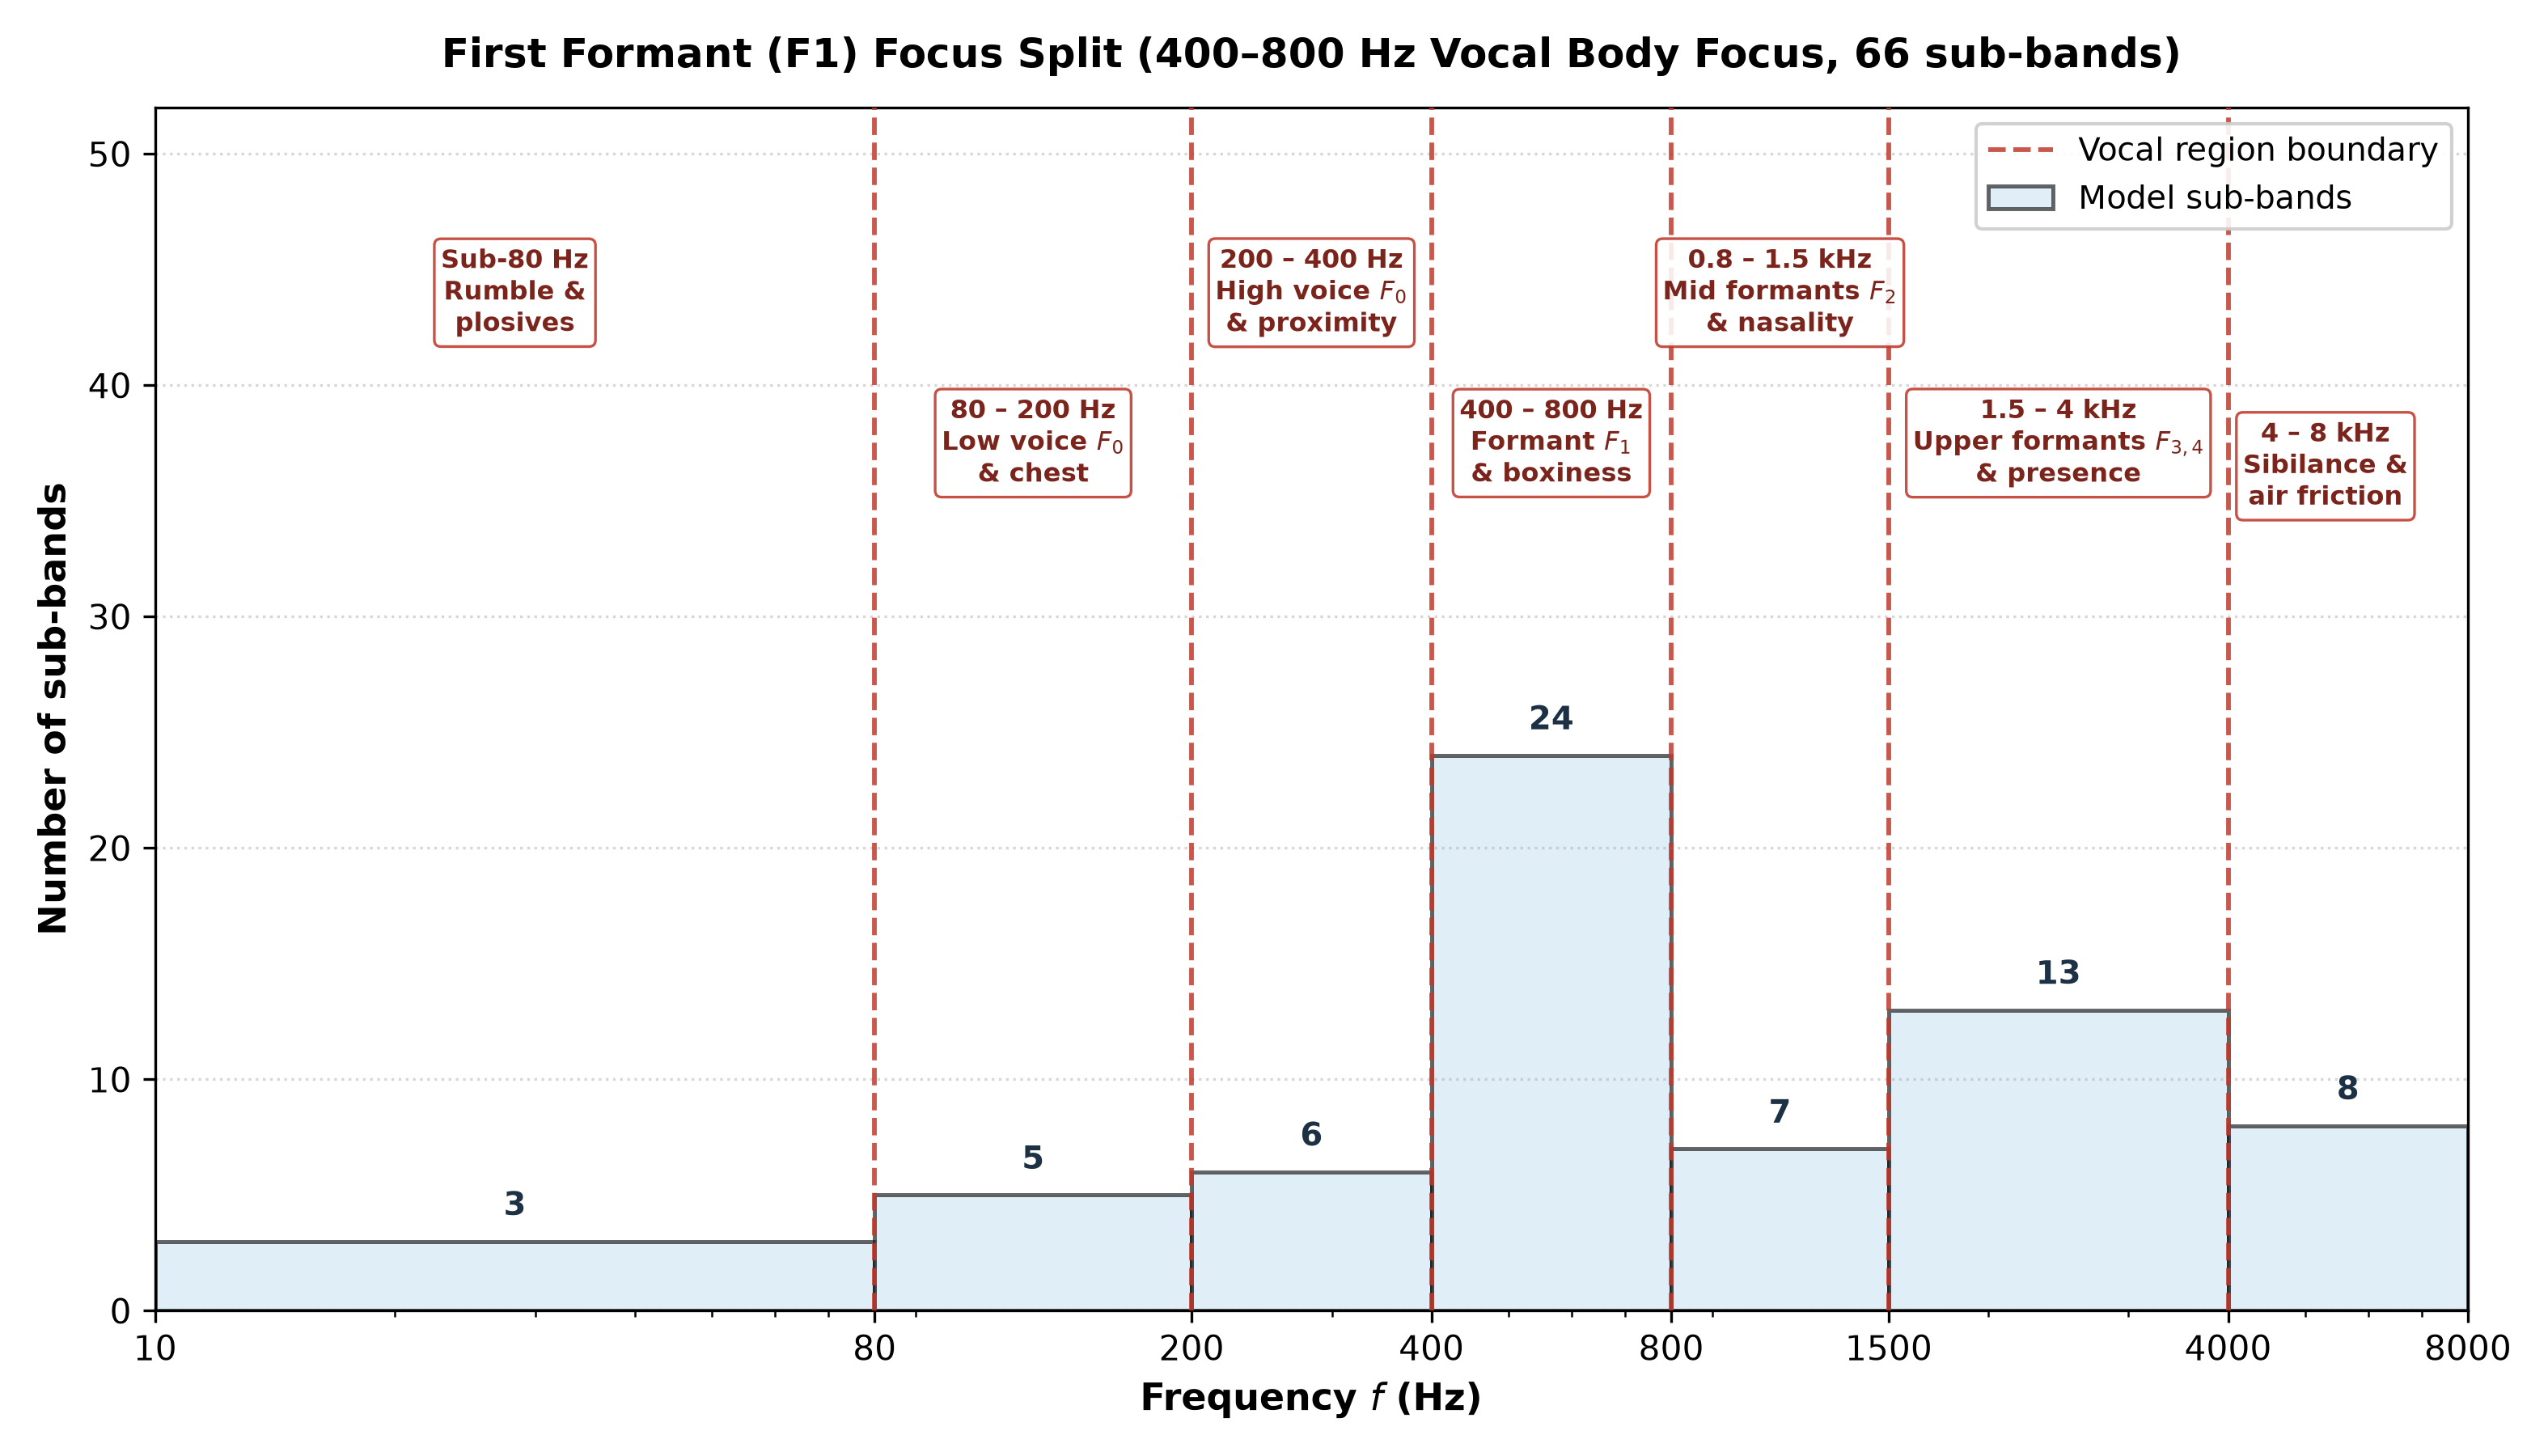 First Formant (F1) Focus Split (400–800 Hz Vocal Body Focus, 66 sub-bands)
Vocal region boundary
Model sub-bands
Sub-80 Hz
Rumble &
plosives
80 – 200 Hz
Low voice F0
& chest
200 – 400 Hz
High voice F0
& proximity
400 – 800 Hz
Formant F1
& boxiness
0.8 – 1.5 kHz
Mid formants F2
& nasality
1.5 – 4 kHz
Upper formants F3,4
& presence
4 – 8 kHz
Sibilance &
air friction
Number of sub-bands
50
40
30
20
10
0
3
5
6
24
7
13
8
10 80 200 400 800 1500 4000 8000
Frequency f (Hz)